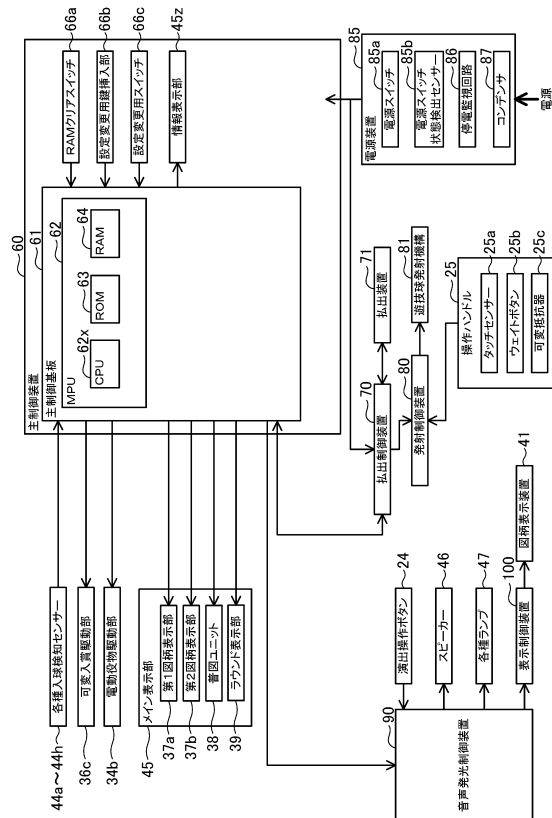 60
主制御装置
61
主制御基板
62
MPU
62x
CPU
63
ROM
64
RAM
66a
RAMクリアスイッチ
66b
設定変更用鍵挿入部
66c
設定変更用スイッチ
45z
情報表示部
85
電源装置
85a
電源スイッチ
85b
電源スイッチ
状態検出センサー
86
停電監視回路
87
コンデンサ
電源
44a～44h
各種入球検知センサー
36c
可変入賞駆動部
34b
電動役物駆動部
45
メイン表示部
37a
第1図柄表示部
37b
第2図柄表示部
38
普図ユニット
39
ラウンド表示部
70
払出制御装置
71
払出装置
80
発射制御装置
81
遊技球発射機構
25
操作ハンドル
25a
タッチセンサー
25b
ウェイトボタン
25c
可変抵抗器
90
音声発光制御装置
24
演出操作ボタン
46
スピーカー
47
各種ランプ
100
表示制御装置
41
図柄表示装置